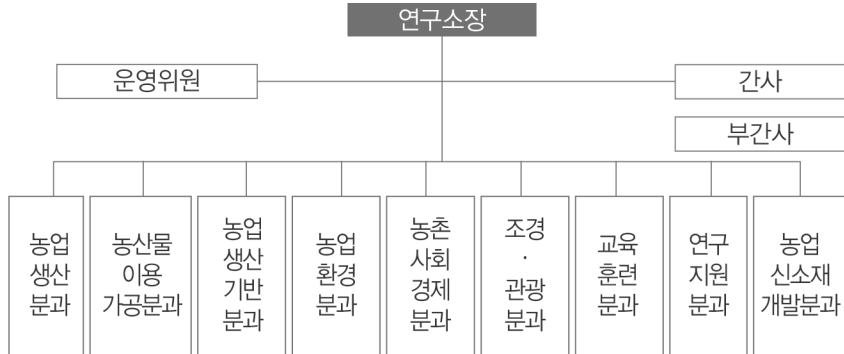 연구소장
운영위원
간사
부간사
농업
생산
분과
농산물
이용
가공분과
농업
생산
기반
분과
농업
환경
분과
농촌
사회
경제
분과
조경
·
관광
분과
교육
훈련
분과
연구
지원
분과
농업
신소재
개발분과